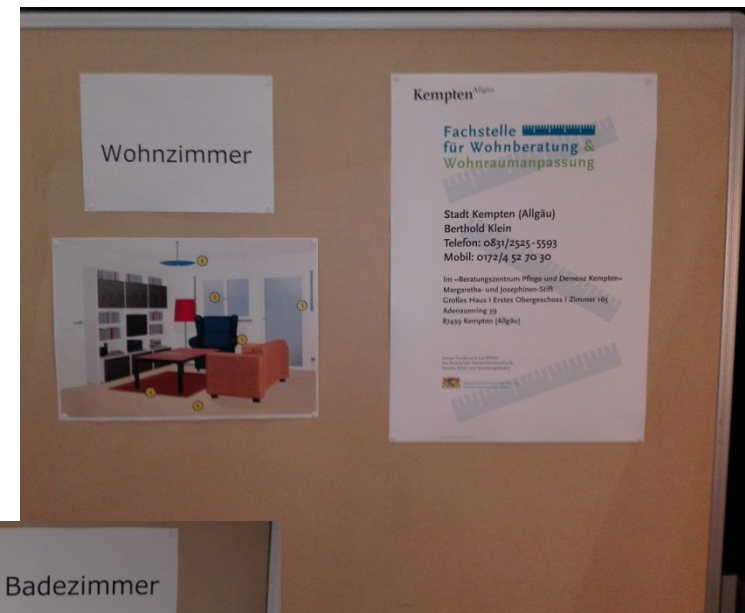 Wohnzimmer
Kempten Allgäu
Fachstelle
für Wohnberatung &
Wohnraumanpassung
Stadt Kempten (Allgäu)
Berthold Klein
Telefon: 0831/2525-5593
Mobil: 0172/4 52 70 30
Im »Beratungszentrum Pflege und Demenz Kempten«
Margaretha- und Josephinen-Stift
Großes Haus I Erstes Obergeschoss I Zimmer 165
Adenauerring 39
87439 Kempten (Allgäu)
Badezimmer